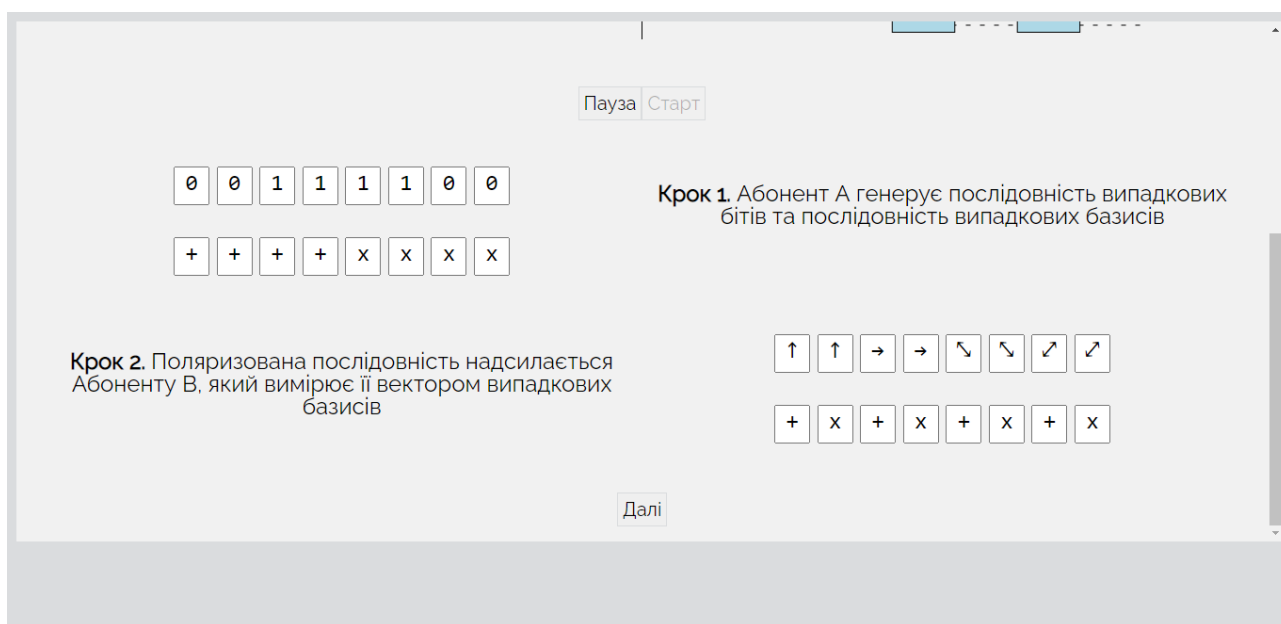 Пауза Старт
0 0 1 1 1 1 0 0
Крок 1. Абонент А генерує послідовність випадкових
бітів та послідовність випадкових базисів
+ + + + x x x x
Крок 2. Поляризована послідовність надсилається
Абоненту В, який вимірює її вектором випадкових
базисів
↑ ↑ → → ⤡ ⤡ ⤢ ⤢
+ x + x + x + x
Далі